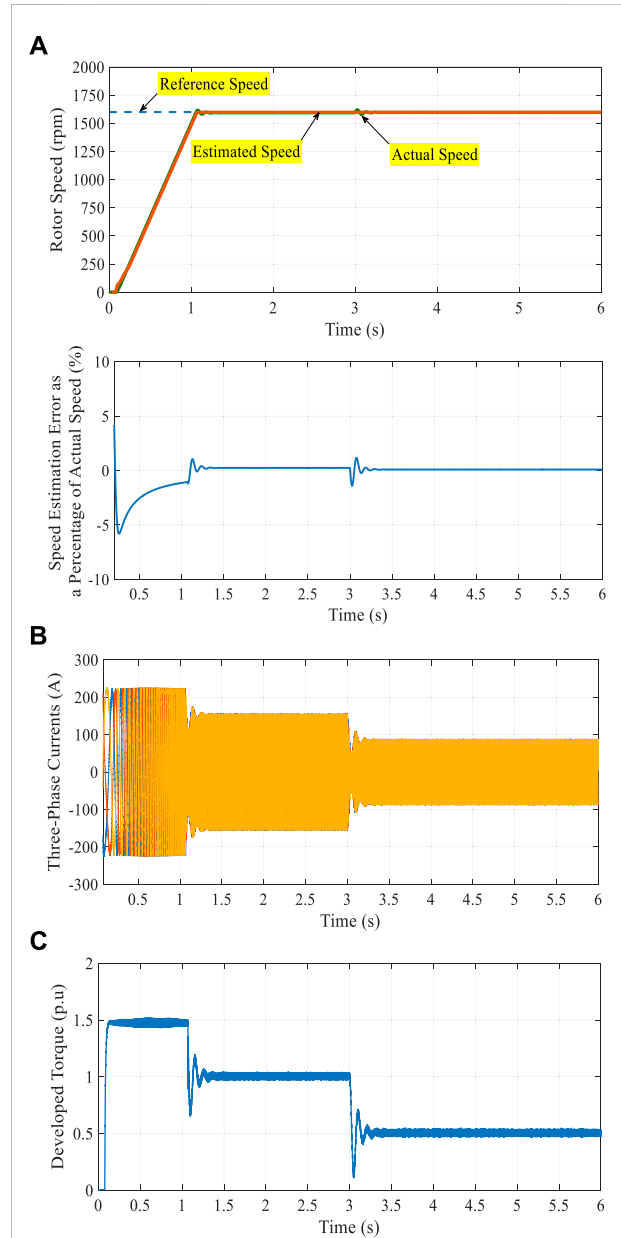 A
2000
1750
1500
1250
1000
750
500
250
0
Rotor Speed (rpm)
Reference Speed
Estimated Speed
Actual Speed
0 1 2 3 4 5 6
Time (s)
10
5
0
-5
-10
Speed Estimation Error as
a Percentage of Actual Speed (%)
0.5 1 1.5 2 2.5 3 3.5 4 4.5 5 5.5 6
Time (s)
B
300
200
100
0
-100
-200
-300
Three-Phase Currents (A)
0.5 1 1.5 2 2.5 3 3.5 4 4.5 5 5.5 6
Time (s)
C
2
1.5
1
0.5
0
Developed Torque (p.u)
0.5 1 1.5 2 2.5 3 3.5 4 4.5 5 5.5 6
Time (s)